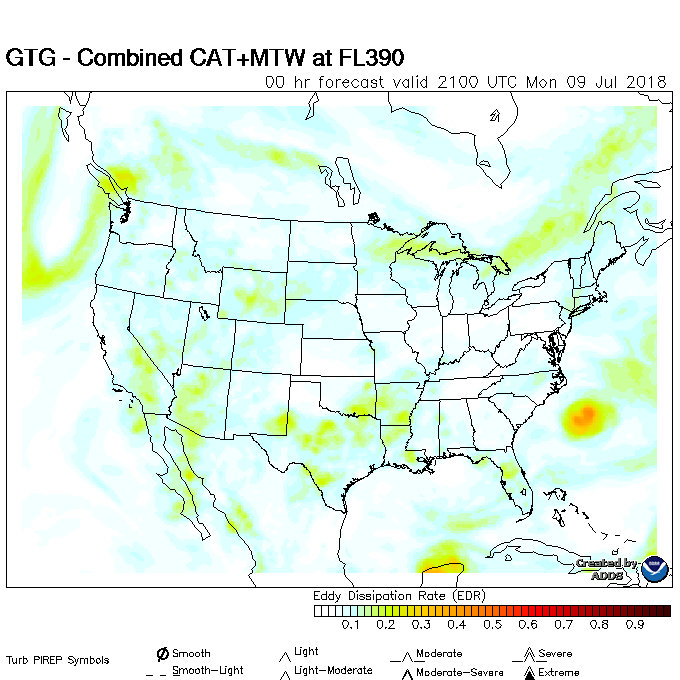 GTG - Combined CAT+MTW at FL390
00 hr forecast valid 2100 UTC Mon 09 Jul 2018
Created by
ADDS
Eddy Dissipation Rate (EDR)
0.1 0.2 0.3 0.4 0.5 0.6 0.7 0.8 0.9
Turb PIREP Symbols
Smooth Light Moderate Severe
Smooth-Light Light-Moderate Moderate-Severe Extreme